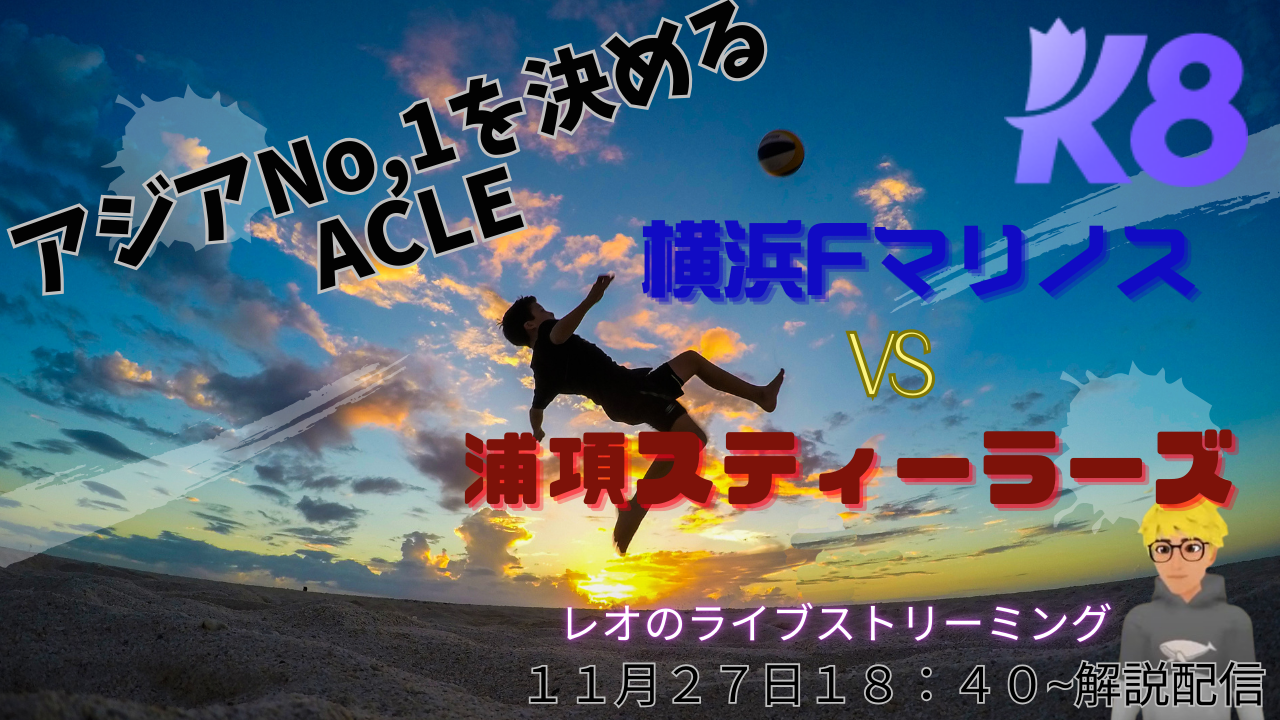 アジアNo,1を決める
ACLE
K8
横浜Fマリノス
VS
浦項スティーラーズ
レオのライブストリーミング
１１月２７日１８：４０~解説配信